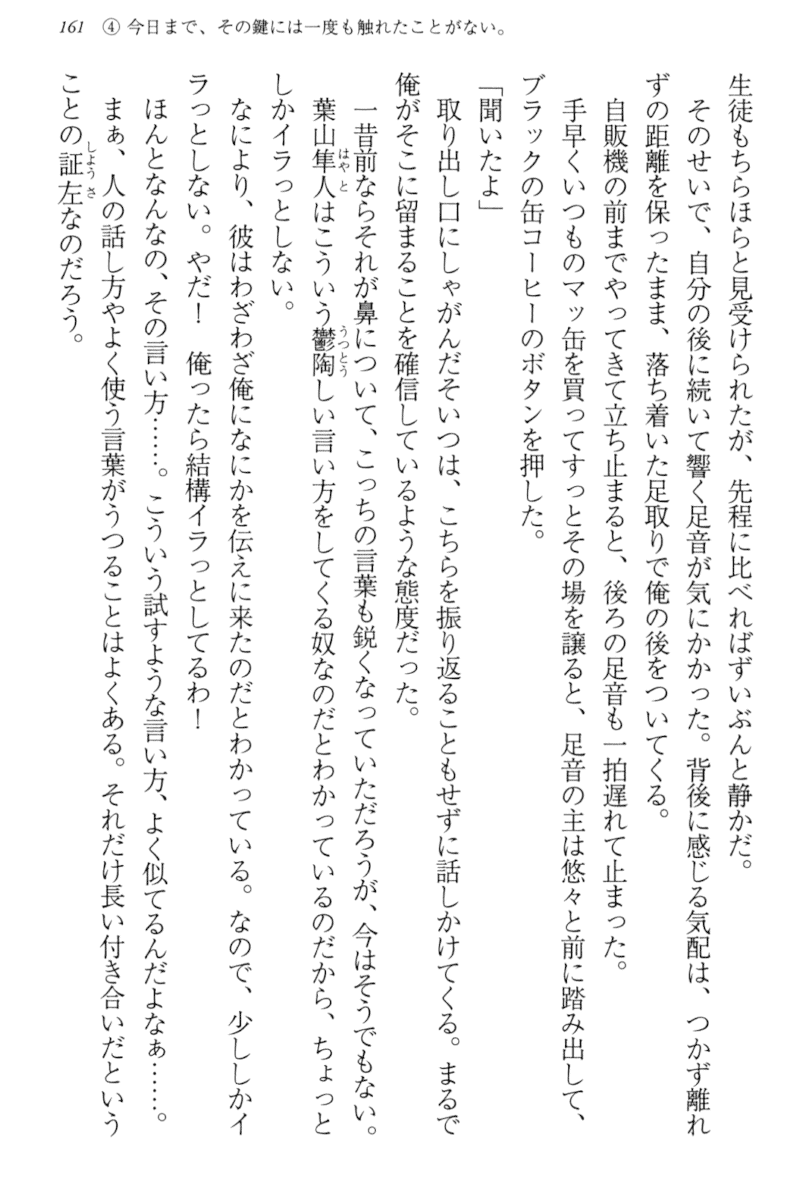 161 ④ 今日まで、その鍵には一度も触れたことがない。
生徒もちらほらと見受けられたが、先程に比べればずいぶんと静かだ。
そのせいで、自分の後に続いて響く足音が気にかかった。背後に感じる気配は、つかず離れ
ずの距離を保ったまま、落ち着いた足取りで俺の後をついてくる。
自販機の前までやってきて立ち止まると、後ろの足音も一拍遅れて止まった。
手早くいつものマッ缶を買ってすっとその場を譲ると、足音の主は悠々と前に踏み出して、
ブラックの缶コーヒーのボタンを押した。
「聞いたよ」
取り出し口にしゃがんだそいつは、こちらを振り返ることもせずに話しかけてくる。まるで
俺がそこに留まることを確信しているような態度だった。
一昔前ならそれが鼻について、こっちの言葉も鋭くなっていただろうが、今はそうでもない。
葉山隼人はこういう鬱陶しい言い方をしてくる奴なのだとわかっているのだから、ちょっと
しかイラっとしない。
なにより、彼はわざわざ俺になにかを伝えに来たのだとわかっている。なので、少ししかイ
ラっとしない。やだ！　俺ったら結構イラっとしてるわ！
ほんとなんなの、その言い方……。こういう試すような言い方、よく似てるんだよなぁ……。
まぁ、人の話し方やよく使う言葉がうつることはよくある。それだけ長い付き合いだという
ことの証左なのだろう。